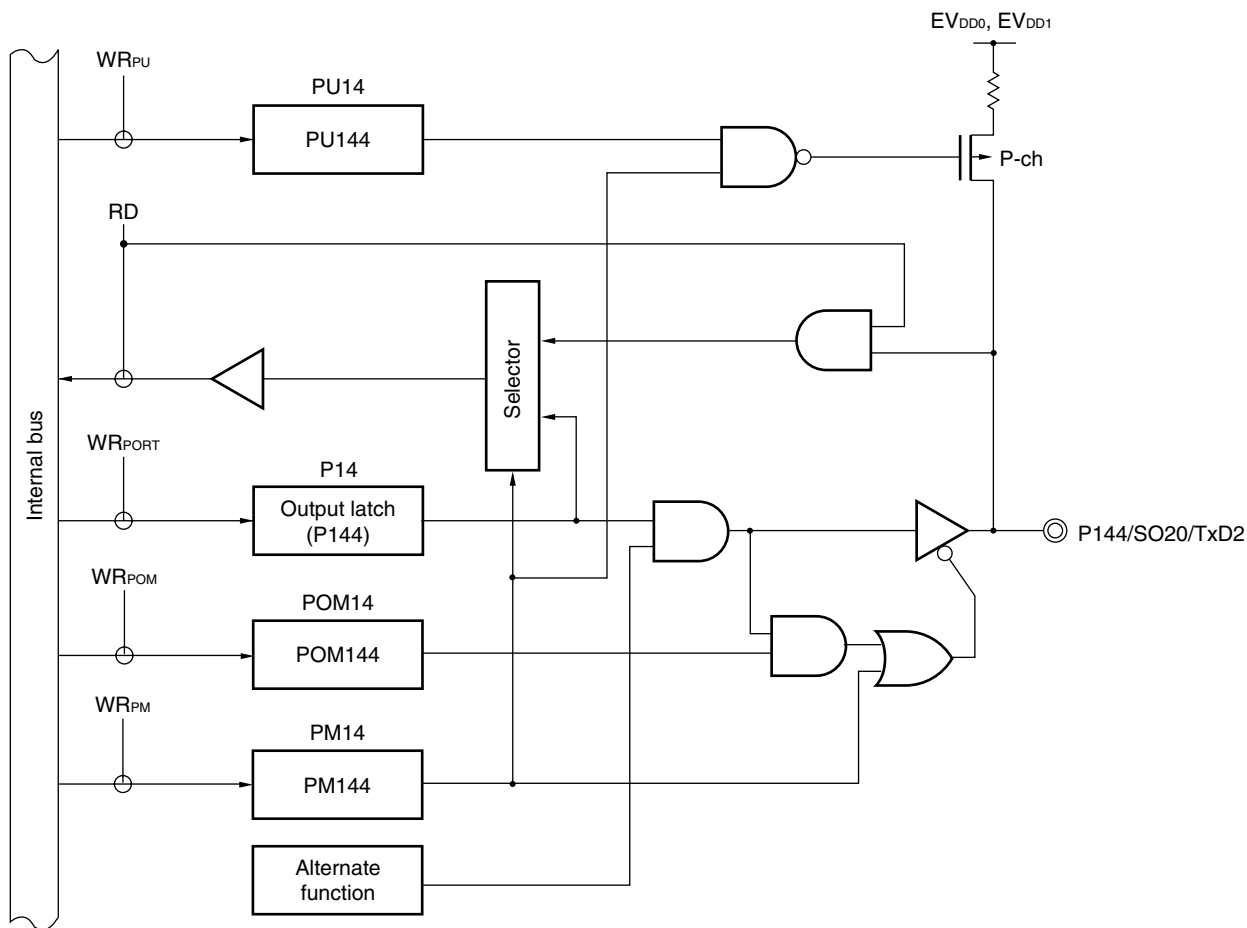 EVDD0, EVDD1
WRPU
PU14
PU144
P-ch
RD
Selector
Internal bus
WRPORT
P14
Output latch
(P144)
P144/SO20/TxD2
WRPOM
POM14
POM144
WRPM
PM14
PM144
Alternate
function